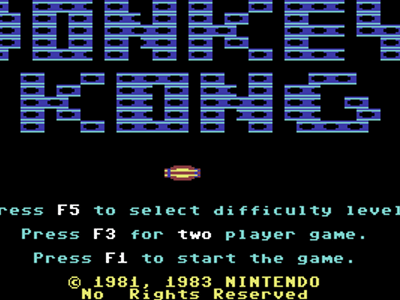 DONKEY
KONG
ress F5 to select difficulty level
Press F3 for two player game.
Press F1 to start the game.
© 1981, 1983 NINTENDO
No Rights Reserved